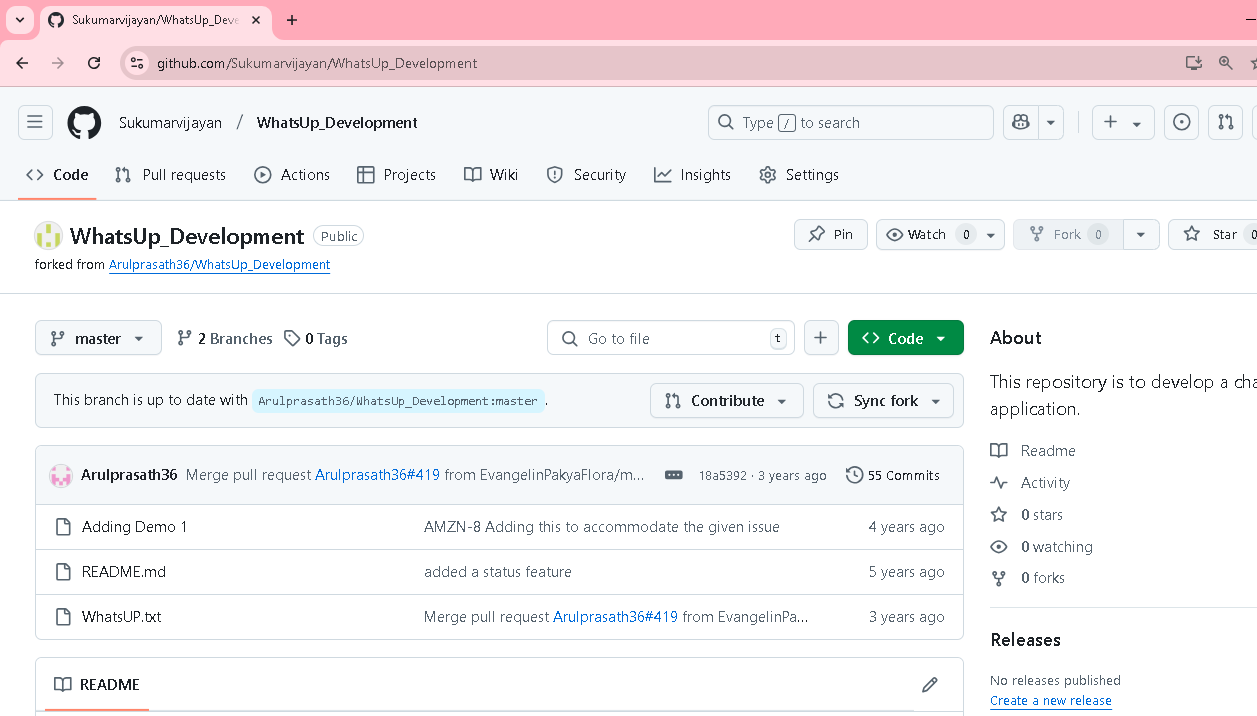 Sukumarvijayan/WhatsUp_Deve
github.com/Sukumarvijayan/WhatsUp_Development
Sukumarvijayan / WhatsUp_Development
Type / to search
Code Pull requests Actions Projects Wiki Security Insights Settings
WhatsUp_Development Public
Pin Watch 0 Fork 0 Star 0
forked from Arulprasath36/WhatsUp_Development
master 2 Branches 0 Tags
Go to file t
Code
This branch is up to date with Arulprasath36/WhatsUp_Development:master.
Contribute Sync fork
Arulprasath36 Merge pull request Arulprasath36#419 from EvangelinPakyaFlora/m... 18a5392 · 3 years ago 55 Commits
Adding Demo 1 AMZN-8 Adding this to accommodate the given issue 4 years ago
README.md added a status feature 5 years ago
WhatsUP.txt Merge pull request Arulprasath36#419 from EvangelinPa... 3 years ago
README
About
This repository is to develop a cha
application.
Readme
Activity
0 stars
0 watching
0 forks
Releases
No releases published
Create a new release